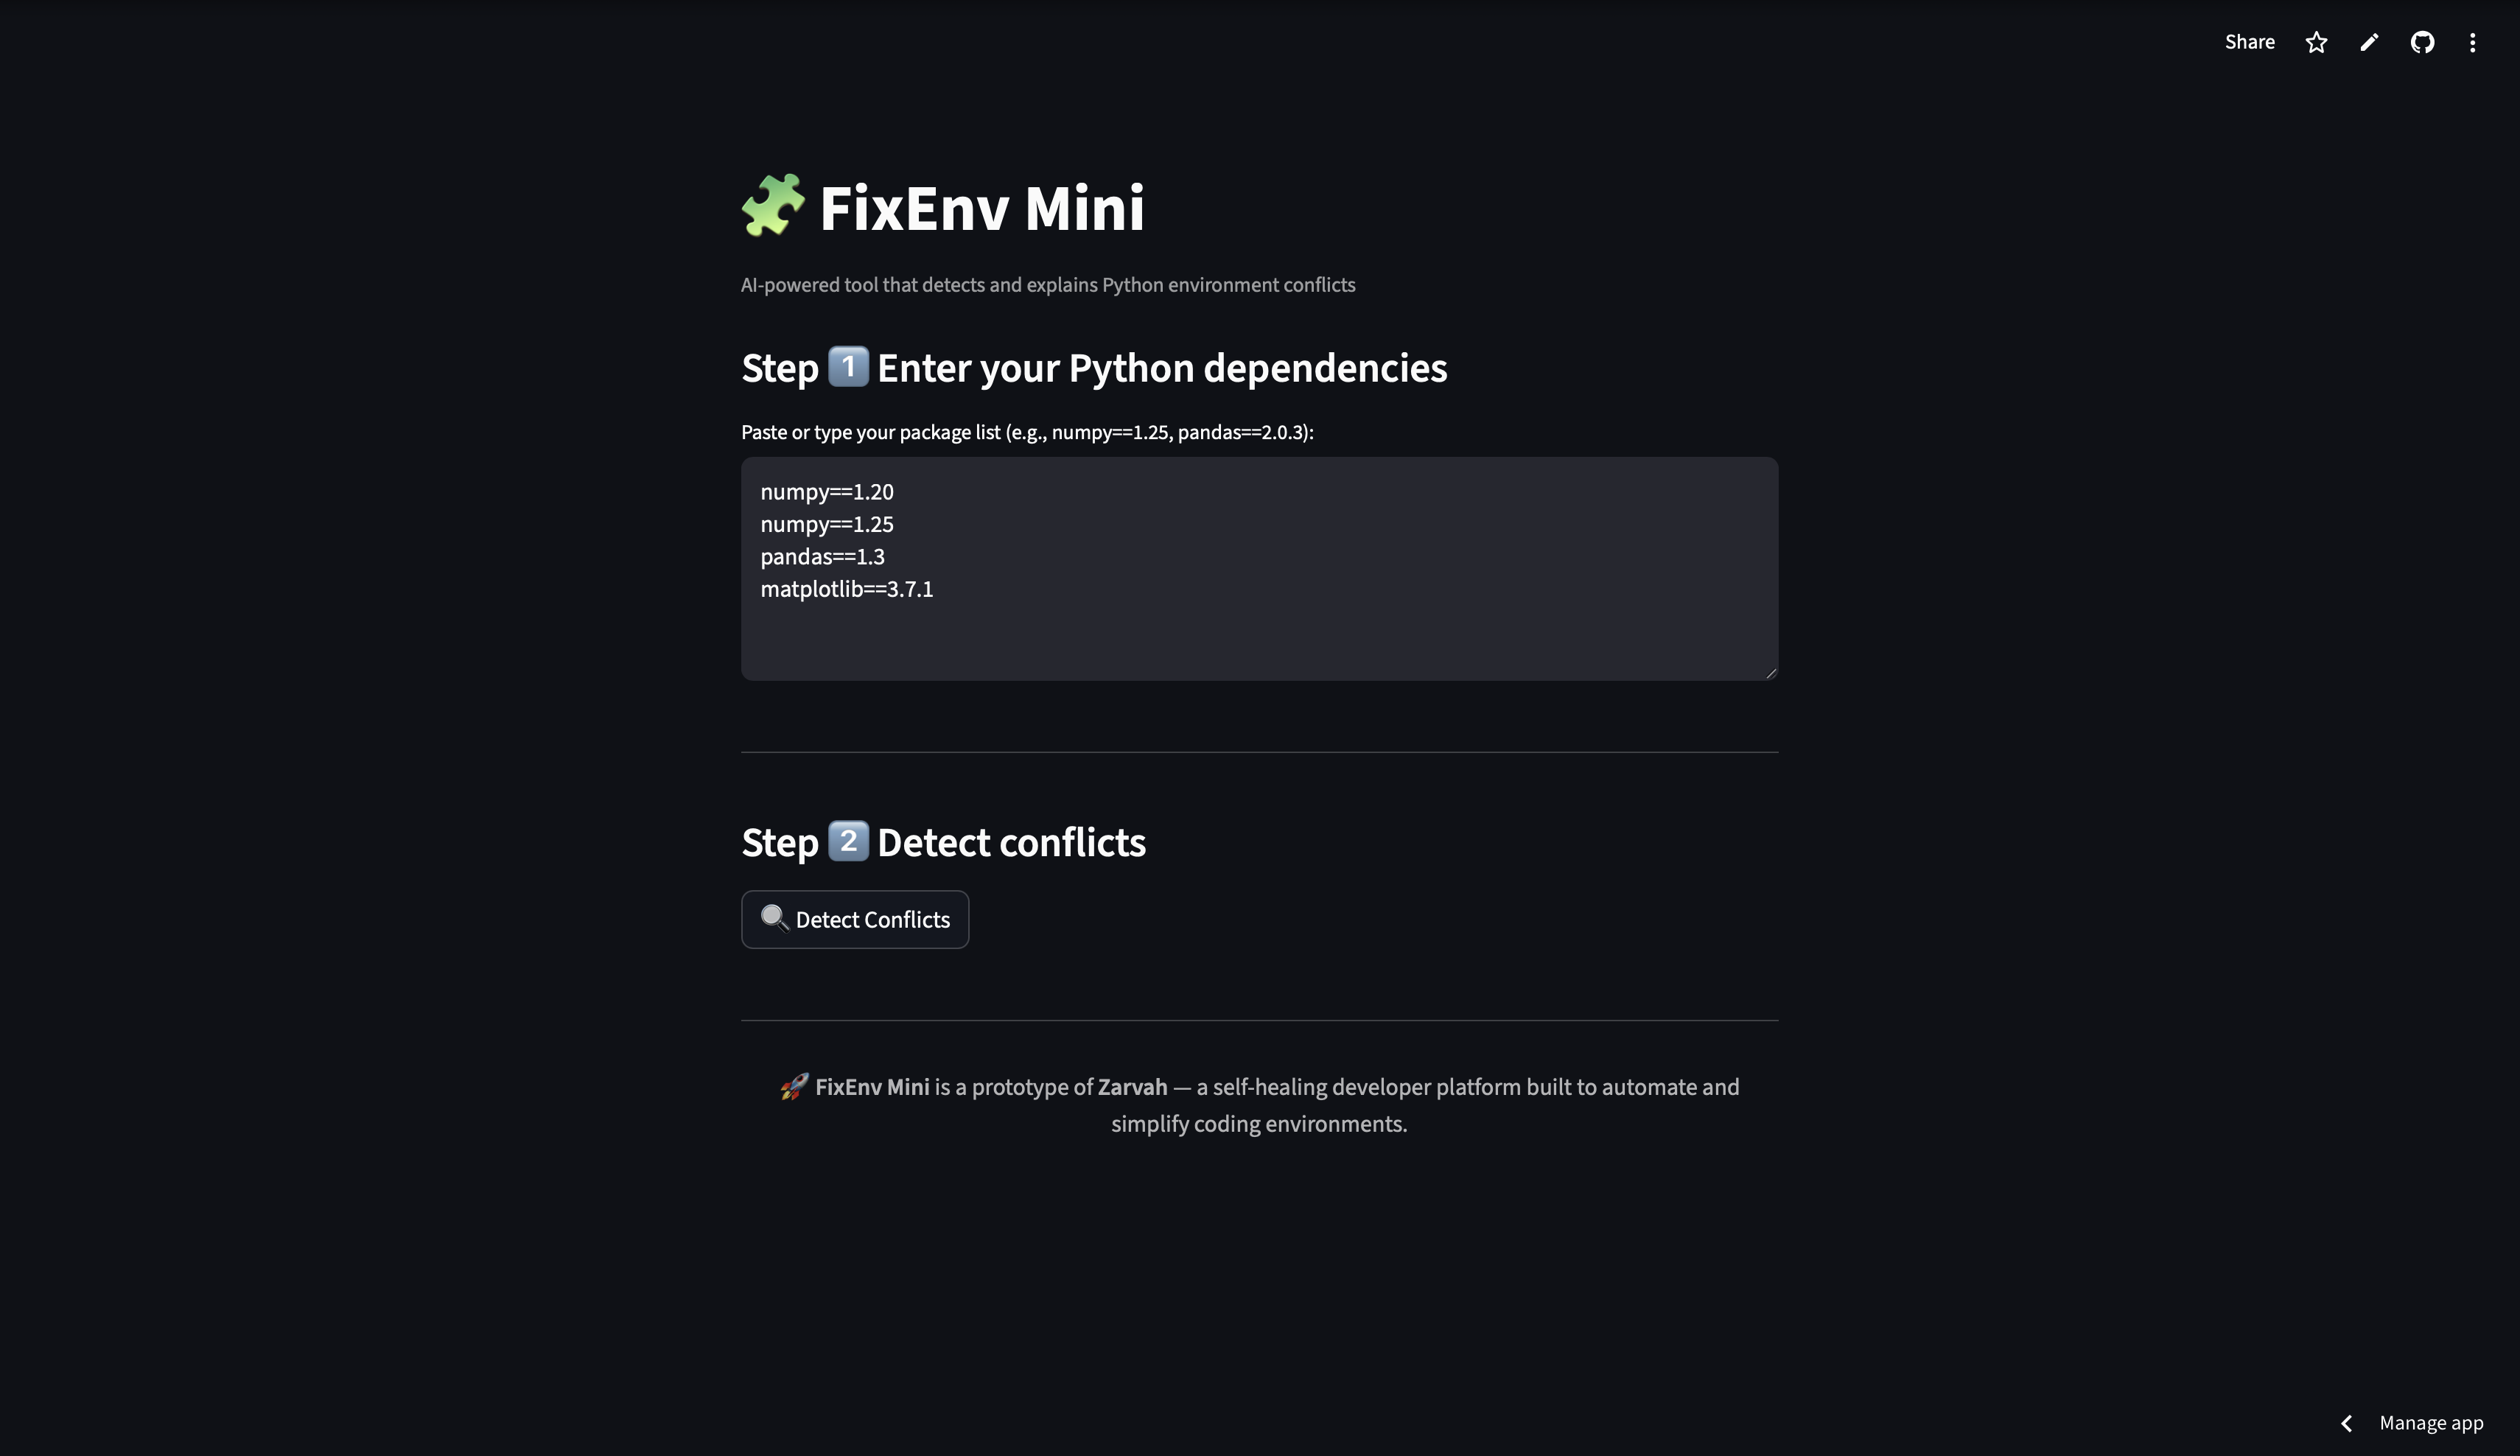 Share
🧩 FixEnv Mini
AI-powered tool that detects and explains Python environment conflicts
Step 1️⃣ Enter your Python dependencies
Paste or type your package list (e.g., numpy==1.25, pandas==2.0.3):
numpy==1.20
numpy==1.25
pandas==1.3
matplotlib==3.7.1
Step 2️⃣ Detect conflicts
🔍 Detect Conflicts
🚀 FixEnv Mini is a prototype of Zarvah — a self-healing developer platform built to automate and
simplify coding environments.
Manage app